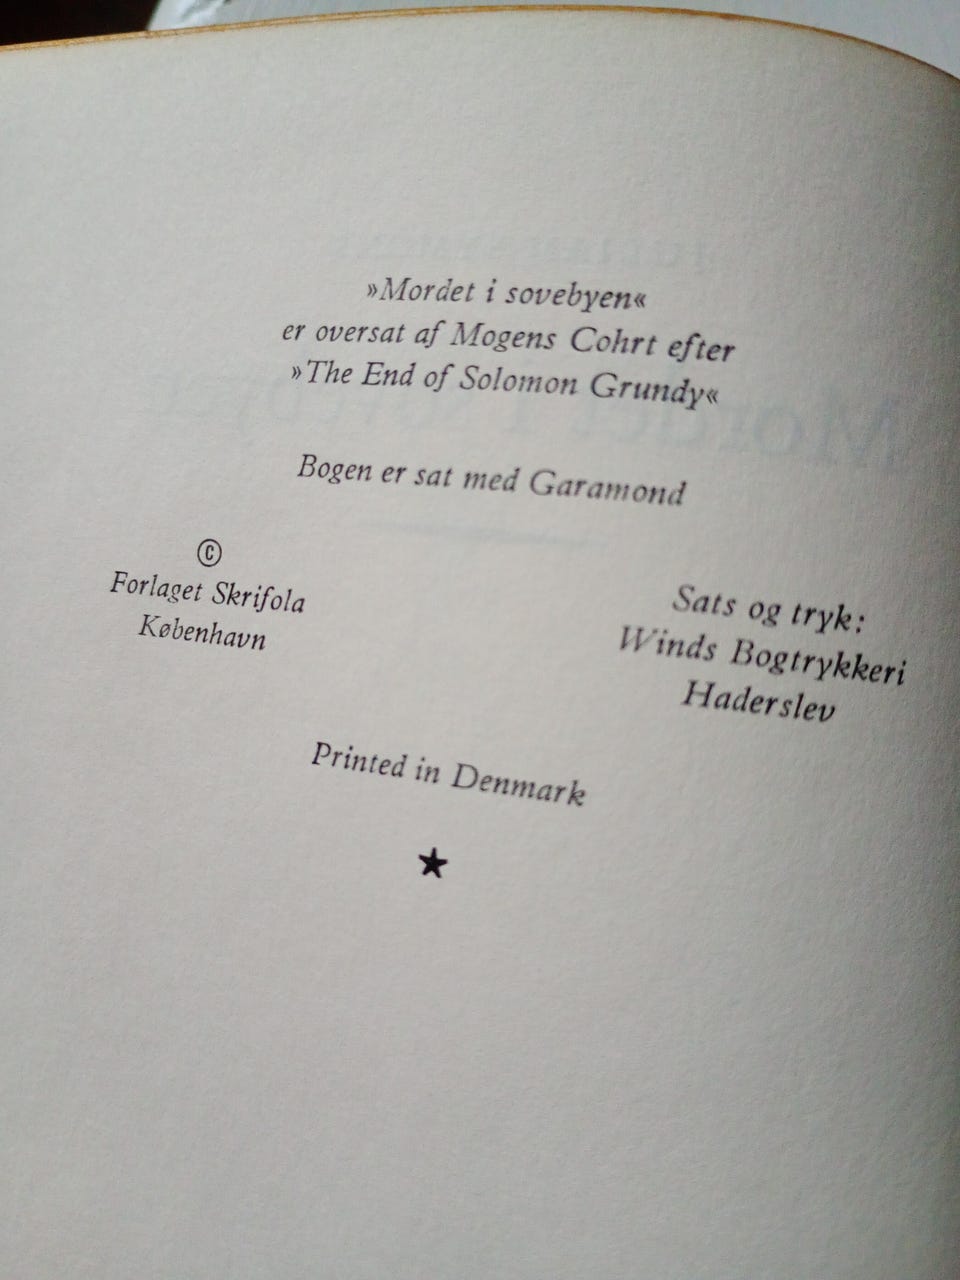 »Mordet i sovebyen«
er oversat af Mogens Cohrt efter
»The End of Solomon Grundy«
Bogen er sat med Garamond
©
Forlaget Skrifola
København
Sats og tryk:
Winds Bogtrykkeri
Haderslev
Printed in Denmark